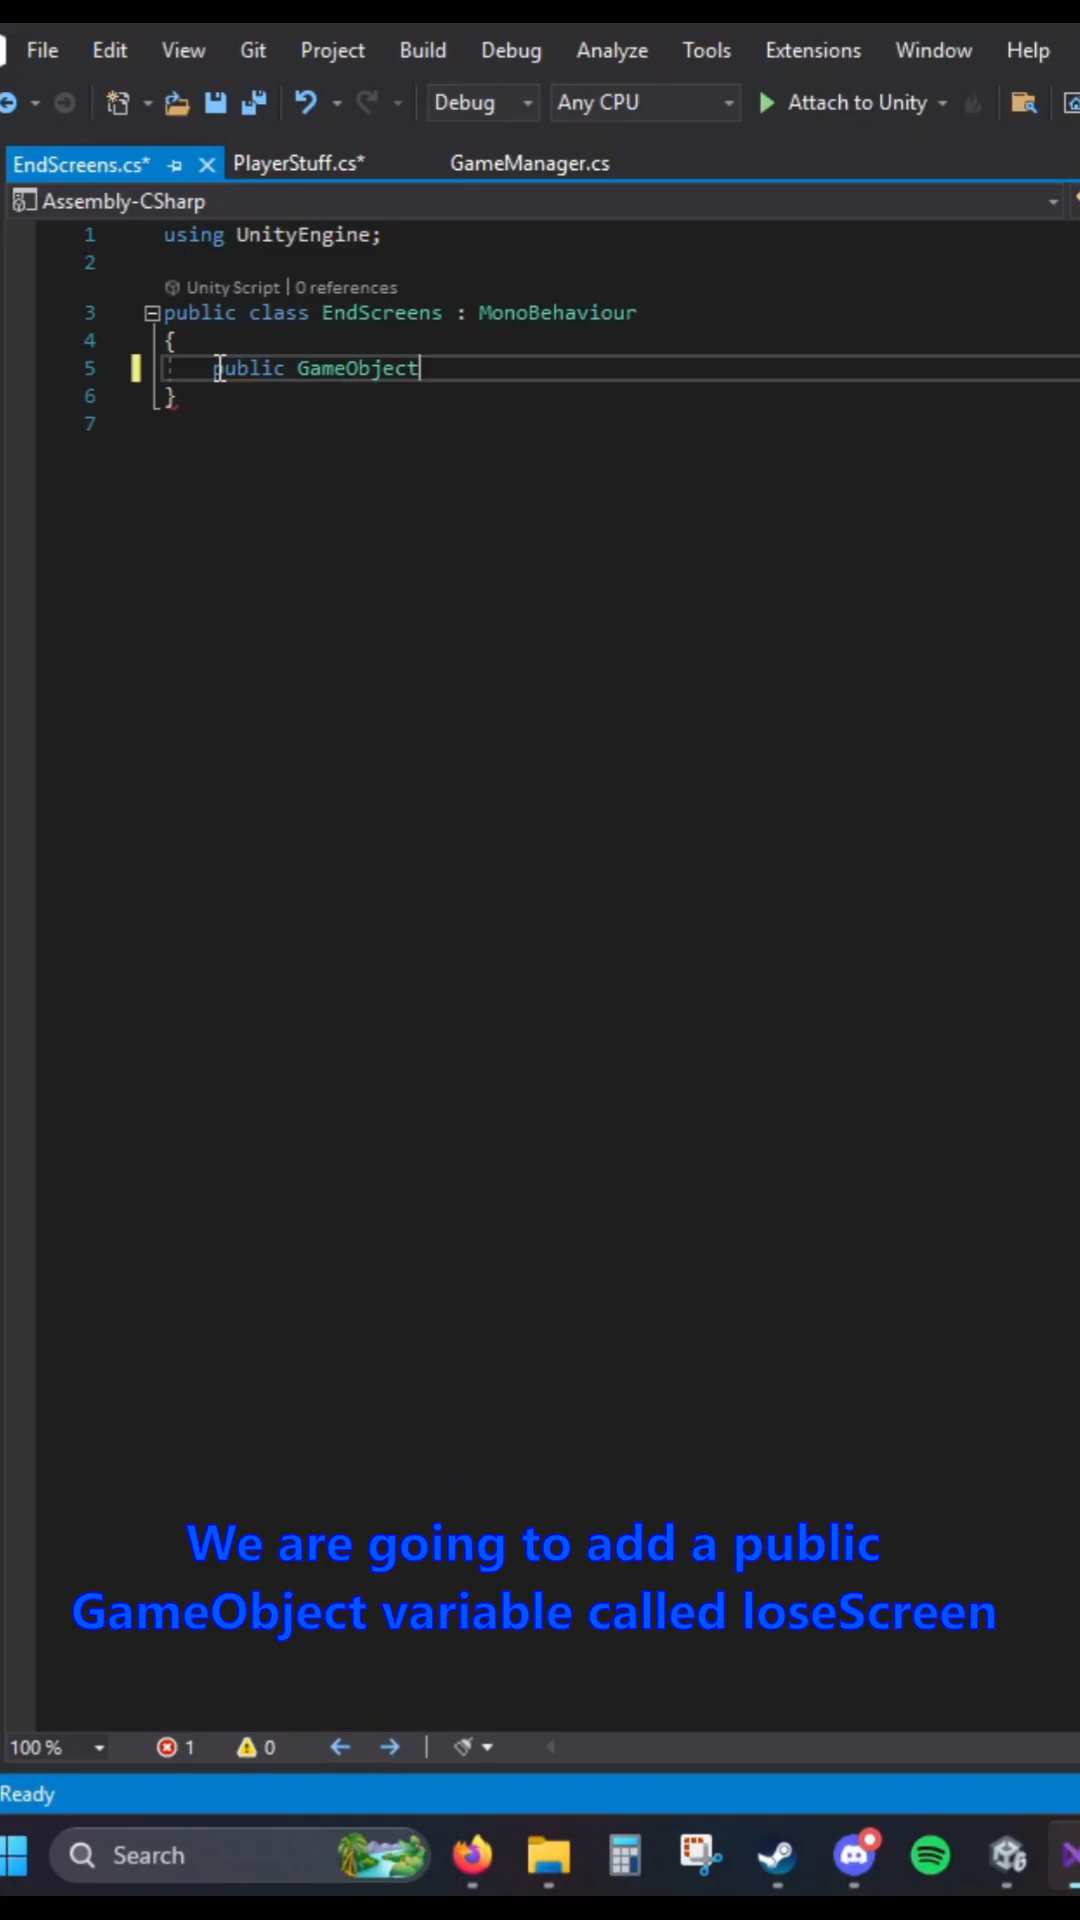 File Edit View Git Project Build Debug Analyze Tools Extensions Window Help
Debug Any CPU Attach to Unity
EndScreens.cs* PlayerStuff.cs* GameManager.cs
Assembly-CSharp
1 using UnityEngine;
2
Unity Script | 0 references
3 public class EndScreens : MonoBehaviour
4 {
5 public GameObject
6 }
7
We are going to add a public
GameObject variable called loseScreen
100 % 1 0
Ready
Search